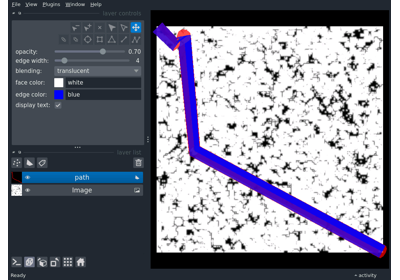 File View Plugins Window Help
layer controls
opacity: 0.70
edge width: 4
blending: translucent
face color: white
edge color: blue
display text:
layer list
path
Image
Ready
activity